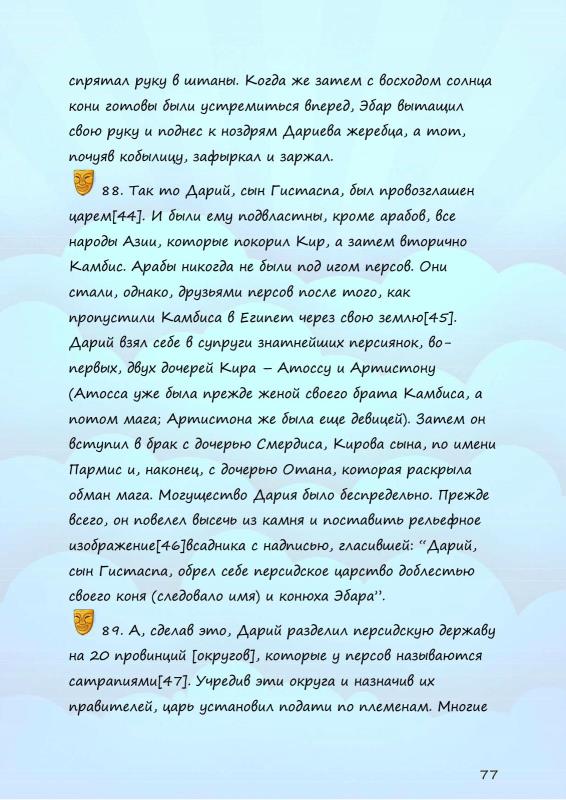 спрятал руку в штаны. Когда же затем с восходом солнца
кони готовы были устремиться вперед, Эбар вытащил
свою руку и поднес к ноздрям Дариева жеребца, а тот,
почуяв кобылицу, зафыркал и заржал.
88. Так то Дарий, сын Гистаспа, был провозглашен
царем[44]. И были ему подвластны, кроме арабов, все
народы Азии, которые покорил Кир, а затем вторично
Камбис. Арабы никогда не были под игом персов. Они
стали, однако, друзьями персов после того, как
пропустили Камбиса в Египет через свою землю[45].
Дарий взял себе в супруги знатнейших персиянок, во-
первых, двух дочерей Кира – Атоссу и Артистону
(Атосса уже была прежде женой своего брата Камбиса, а
потом мага; Артистона же была еще девицей). Затем он
вступил в брак с дочерью Смердиса, Кирова сына, по имени
Пармис и, наконец, с дочерью Отана, которая раскрыла
обман мага. Могущество Дария было беспредельно. Прежде
всего, он повелел высечь из камня и поставить рельефное
изображение[46]всадника с надписью, гласившей: “Дарий,
сын Гистаспа, обрел себе персидское царство доблестью
своего коня (следовало имя) и конюха Эбара”.
89. А, сделав это, Дарий разделил персидскую державу
на 20 провинций [округов], которые у персов называются
сатрапиями[47]. Учредив эти округа и назначив их
правителей, царь установил подати по племенам. Многие
77